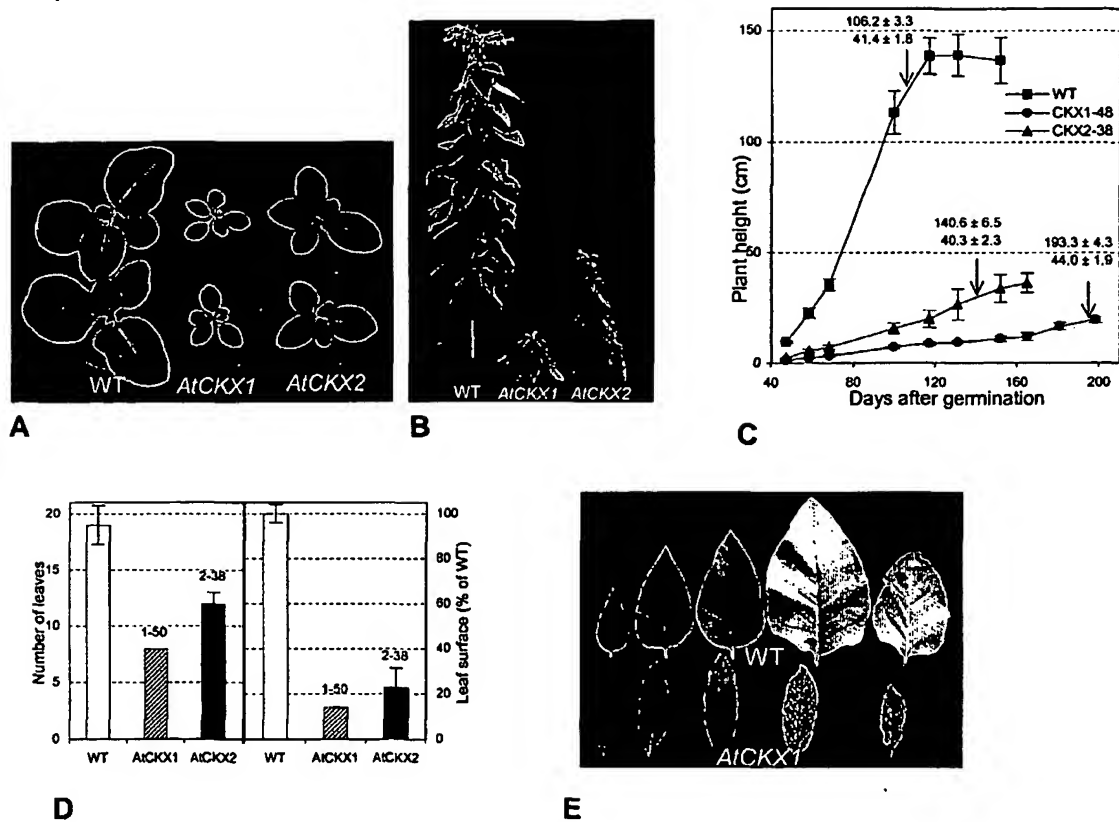 WT AtCKX1 AtCKX2
A
WT AtCKX1 AtCKX2
B
106.2 ± 3.3
41.4 ± 1.8
150
WT
CKX1-48
CKX2-38
100
140.6 ± 6.5
40.3 ± 2.3
193.3 ± 4.3
44.0 ± 1.9
50
0
Plant height (cm)
40 80 120 160 200
Days after germination
C
20
15
10
5
0
Number of leaves
1-50
2-38
1-50
2-38
100
80
60
40
20
0
Leaf surface (% of WT)
WT AtCKX1 AtCKX2 WT AtCKX1 AtCKX2
D
WT
AtCKX1
E